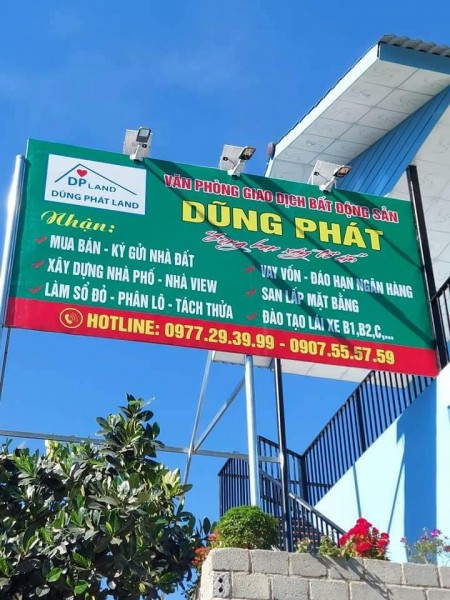 DP LAND
DŨNG PHÁT LAND
VĂN PHÒNG GIAO DỊCH BẤT ĐỘNG SẢN
DŨNG PHÁT
Nhận:
MUA BÁN - KÝ GỬI NHÀ ĐẤT
XÂY DỰNG NHÀ PHỐ - NHÀ VIEW
LÀM SỔ ĐỎ - PHÂN LÔ - TÁCH THỬA
VAY VỐN - ĐÁO HẠN NGÂN HÀNG
SAN LẤP MẶT BẰNG
ĐÀO TẠO LÁI XE B1,B2,C,...
HOTLINE: 0977.29.39.99 - 0907.55.57.59